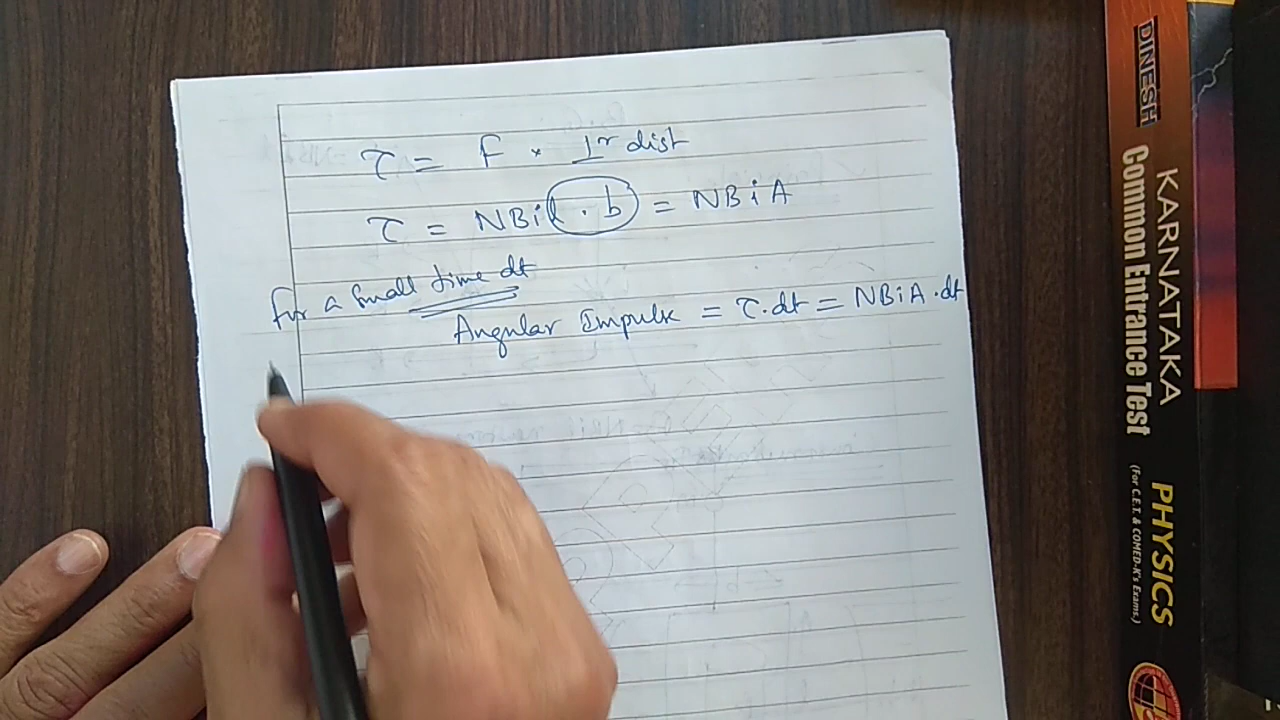 τ = F × ⊥r dist
τ = NBi l . b = NBiA
for a small time dt
Angular Impulse = τ.dt = NBiA.dt
DINESH
KARNATAKA
Common Entrance Test
PHYSICS
(For C.E.T. & COMED-K's Exams.)